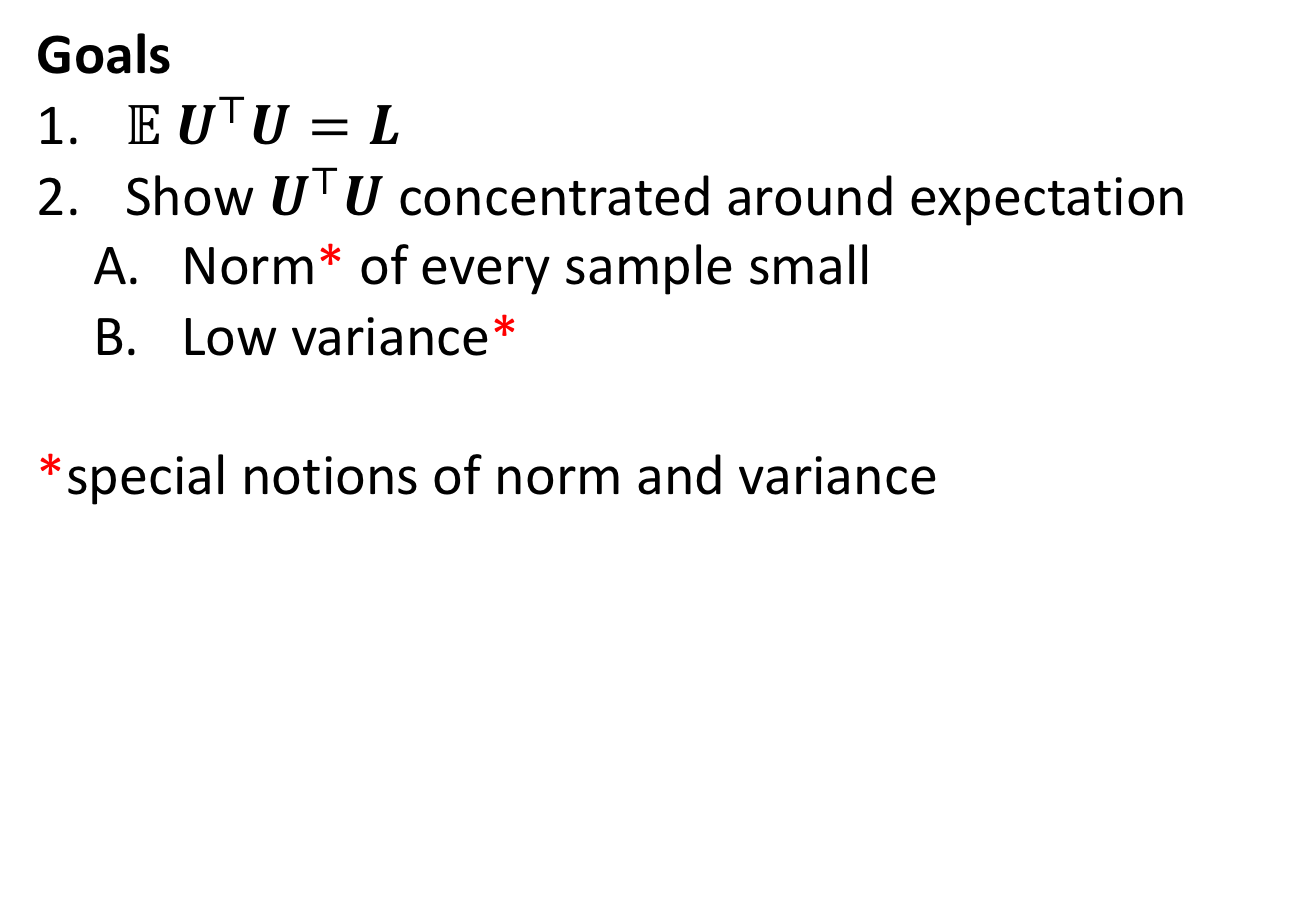 Goals
1. 𝔼 𝑼⊤𝑼 = 𝑳
2. Show 𝑼⊤𝑼 concentrated around expectation
A. Norm* of every sample small
B. Low variance*
*special notions of norm and variance